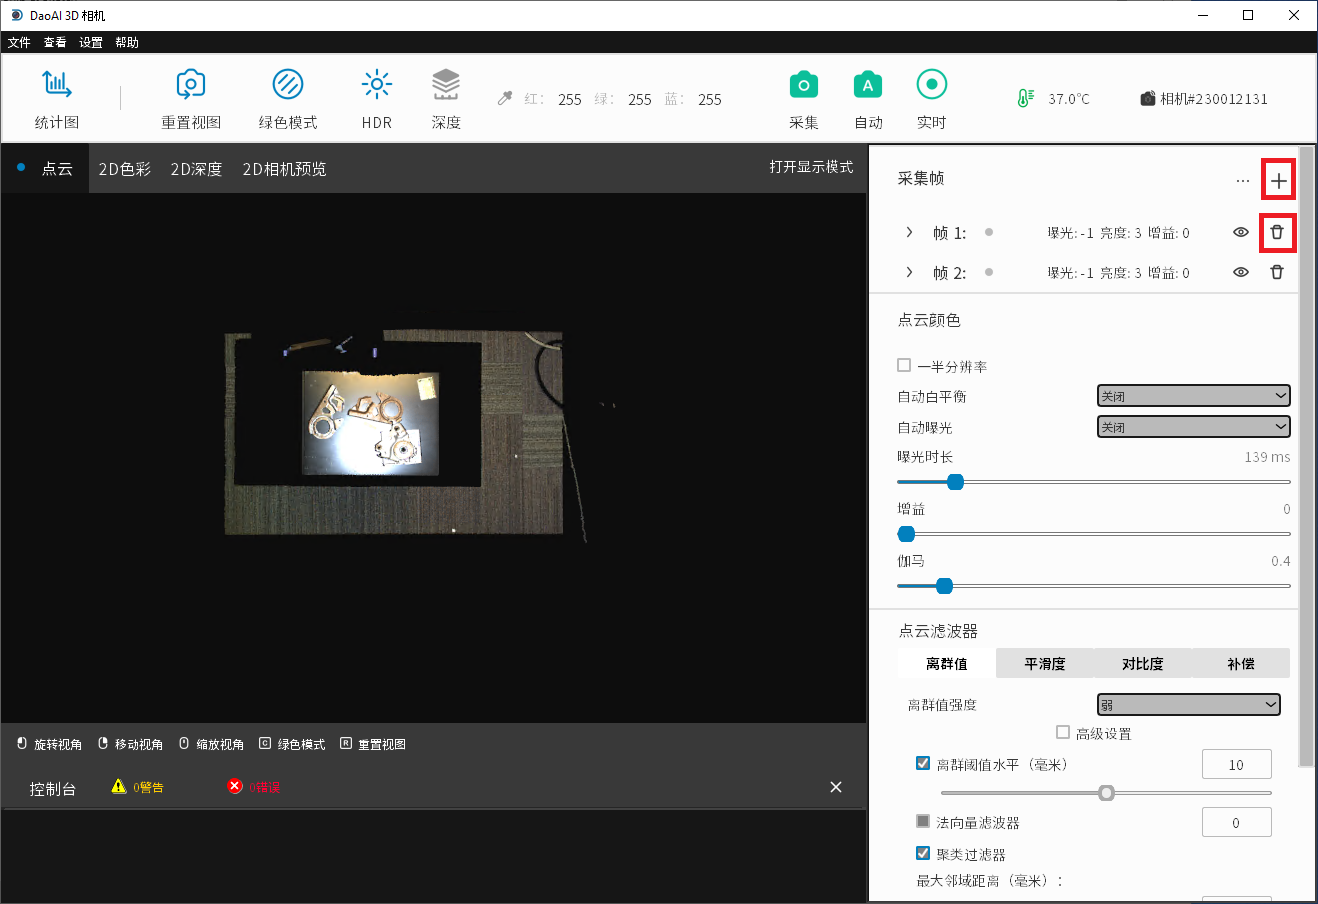 DaoAI 3D 相机
文件 查看 设置 帮助
统计图 重置视图 绿色模式 HDR 深度 红: 255 绿: 255 蓝: 255 采集 自动 实时 37.0°C 相机#230012131
点云 2D色彩 2D深度 2D相机预览 打开显示模式
采集帧 ...
帧 1: 曝光: -1 亮度: 3 增益: 0
帧 2: 曝光: -1 亮度: 3 增益: 0
点云颜色
一半分辨率
自动白平衡 关闭
自动曝光 关闭
曝光时长 139 ms
增益 0
伽马 0.4
点云滤波器
离群值 平滑度 对比度 补偿
离群值强度 弱
高级设置
离群阈值水平（毫米） 10
法向量滤波器 0
聚类过滤器
最大邻域距离（毫米）:
旋转视角 移动视角 缩放视角 C 绿色模式 R 重置视图
控制台 0警告 0错误